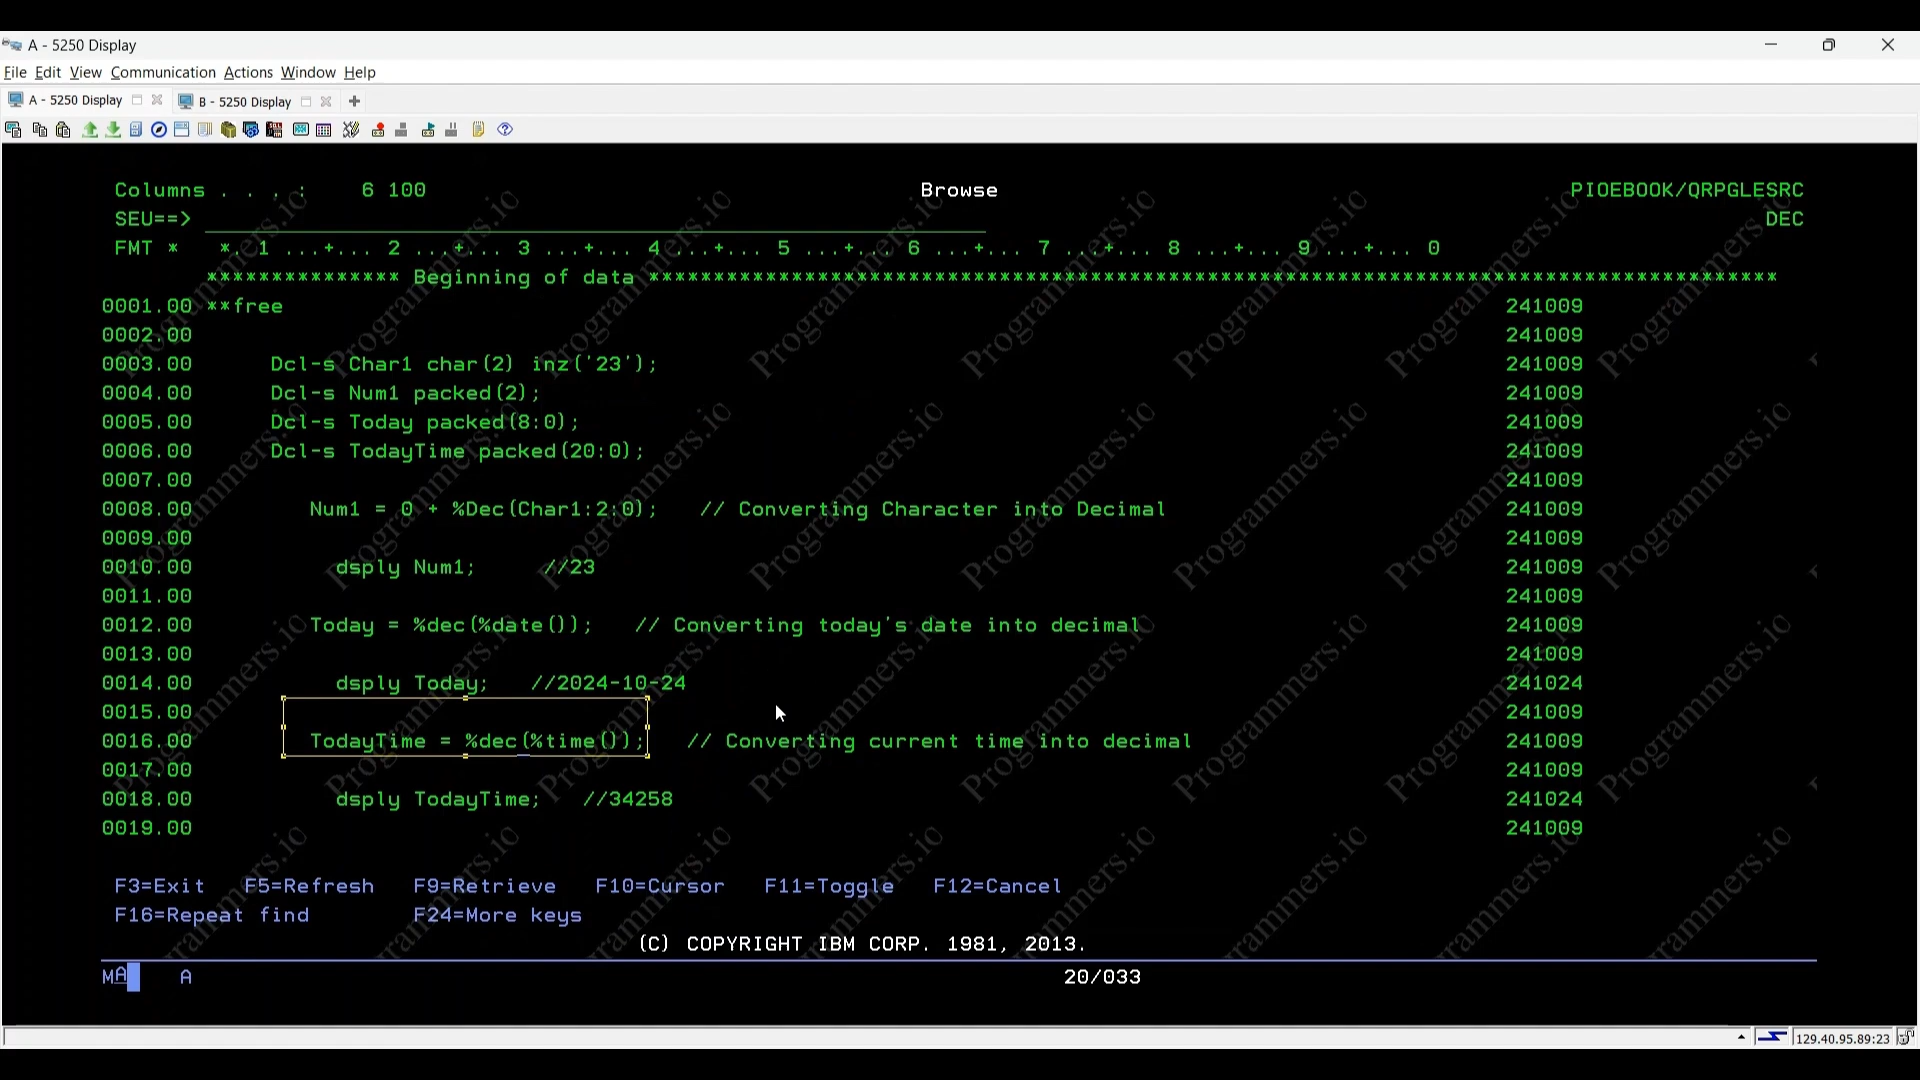 A - 5250 Display
File Edit View Communication Actions Window Help
A - 5250 Display B - 5250 Display
Columns . . . : 6 100 Browse PIOEBOOK/QRPGLESRC
SEU==> DEC
FMT * *. 1 ...+... 2 ...+... 3 ...+... 4 ...+... 5 ...+... 6 ...+... 7 ...+... 8 ...+... 9 ...+... 0
*************** Beginning of data ***************************************************************************************
0001.00 **free 241009
0002.00 241009
0003.00 Dcl-s Char1 char(2) inz('23'); 241009
0004.00 Dcl-s Num1 packed(2); 241009
0005.00 Dcl-s Today packed(8:0); 241009
0006.00 Dcl-s TodayTime packed(20:0); 241009
0007.00 241009
0008.00 Num1 = 0 + %Dec(Char1:2:0); // Converting Character into Decimal 241009
0009.00 241009
0010.00 dsply Num1; //23 241009
0011.00 241009
0012.00 Today = %dec(%date()); // Converting today's date into decimal 241009
0013.00 241009
0014.00 dsply Today; //2024-10-24 241024
0015.00 241009
0016.00 TodayTime = %dec(%time()); // Converting current time into decimal 241009
0017.00 241009
0018.00 dsply TodayTime; //34258 241024
0019.00 241009
F3=Exit F5=Refresh F9=Retrieve F10=Cursor F11=Toggle F12=Cancel
F16=Repeat find F24=More keys
(C) COPYRIGHT IBM CORP. 1981, 2013.
MA A 20/033
129.40.95.89:23
Programmers.io